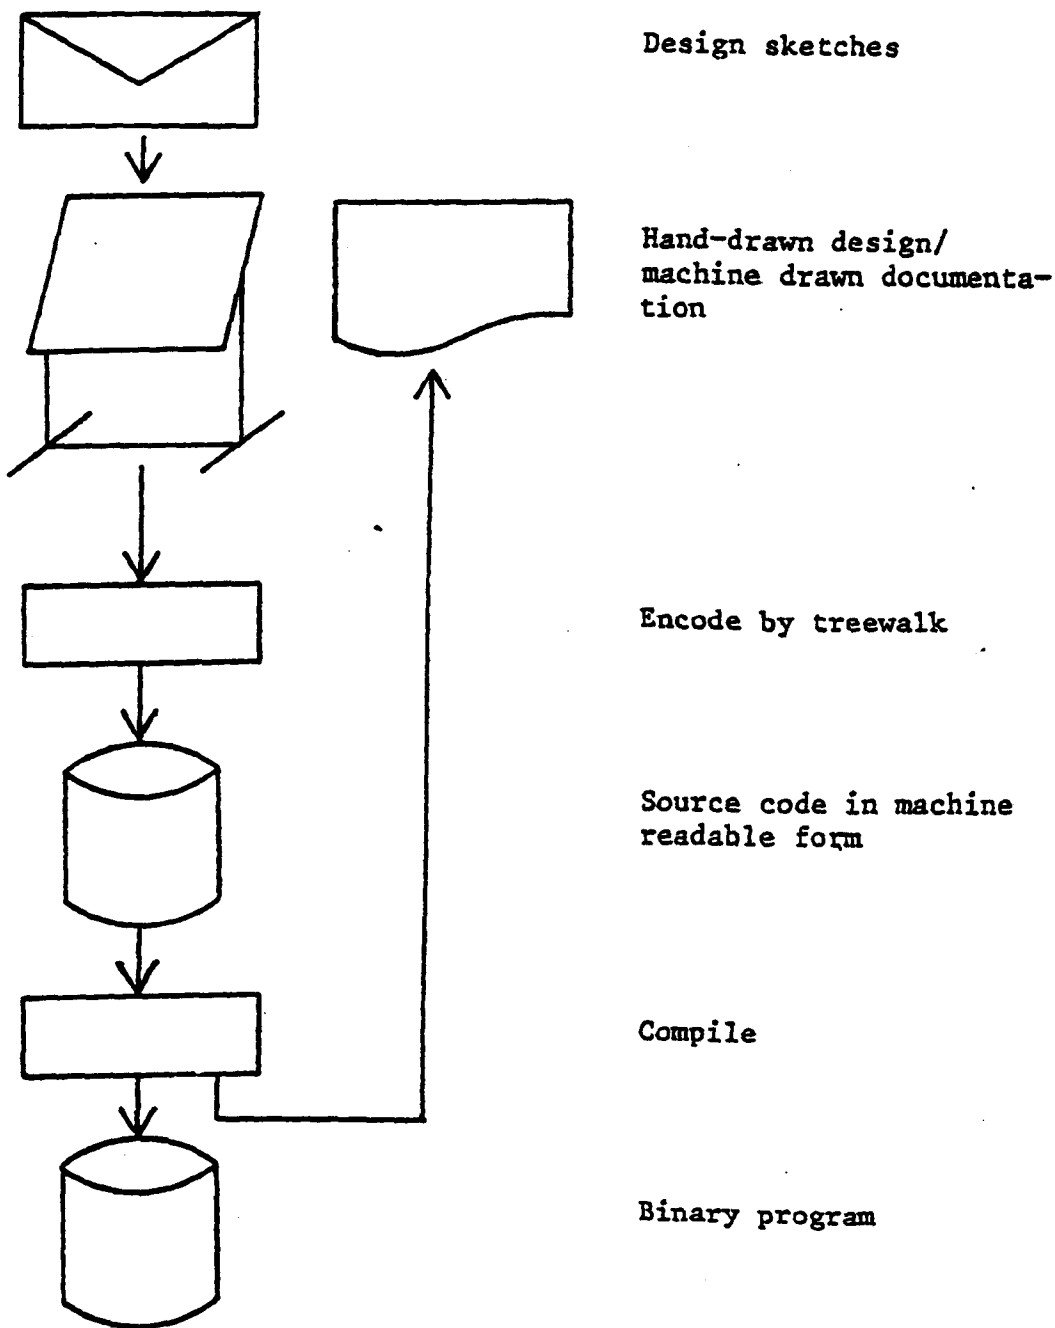 Design sketches
Hand-drawn design/
machine drawn documenta-
tion
Encode by treewalk
Source code in machine
readable form
Compile
Binary program